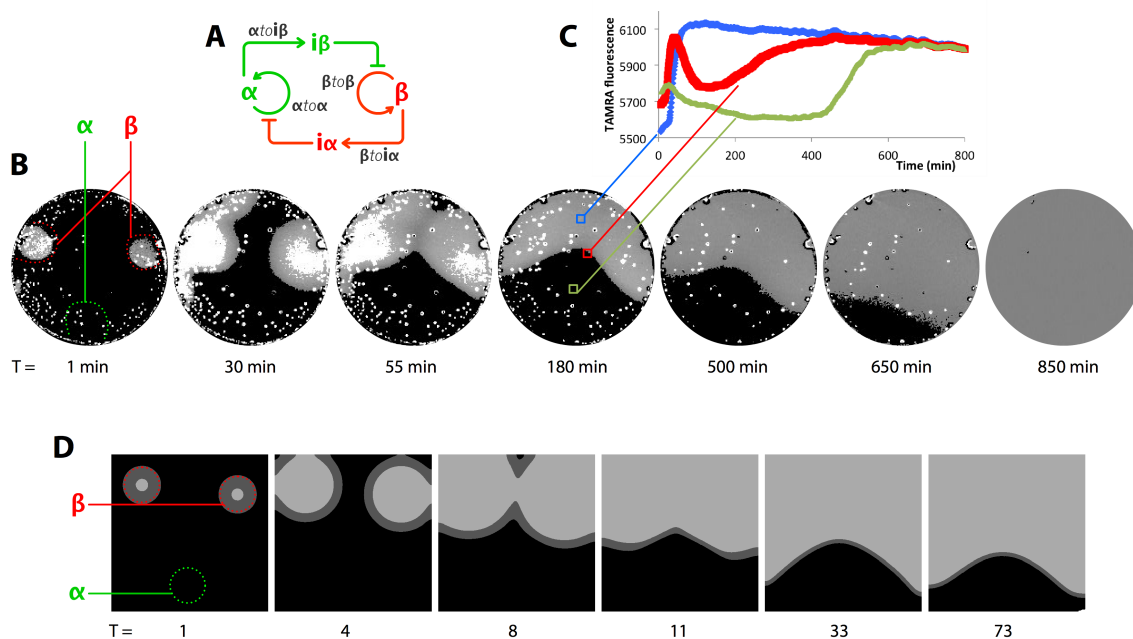 A
αtoiβ
iβ
α
βtoβ
αtoα
β
iα
βtoiα
C
TAMRA fluorescence
6100
5900
5700
5500
0
200
400
600
800
Time (min)
B
α
β
T =
1 min
30 min
55 min
180 min
500 min
650 min
850 min
D
β
α
T =
1
4
8
11
33
73